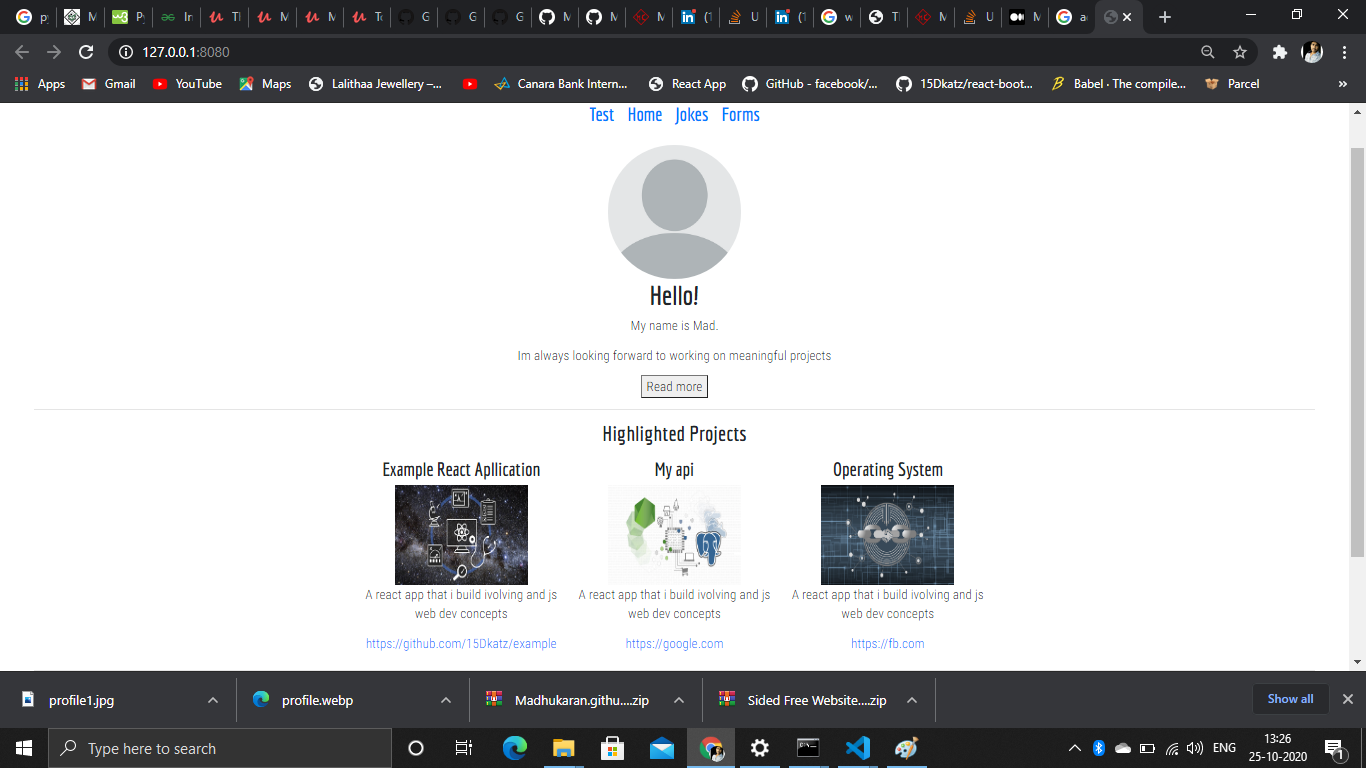 127.0.0.1:8080
Apps Gmail YouTube Maps Lalithaa Jewellery –... Canara Bank Intern... React App GitHub - facebook/... 15Dkatz/react-boot... Babel · The compile... Parcel »
Test Home Jokes Forms
Hello!
My name is Mad.
Im always looking forward to working on meaningful projects
Read more
Highlighted Projects
Example React Apllication
A react app that i build ivolving and js
web dev concepts
https://github.com/15Dkatz/example
My api
A react app that i build ivolving and js
web dev concepts
https://google.com
Operating System
A react app that i build ivolving and js
web dev concepts
https://fb.com
profile1.jpg profile.webp Madhukaran.githu....zip Sided Free Website....zip Show all
Type here to search
ENG
13:26
25-10-2020
1